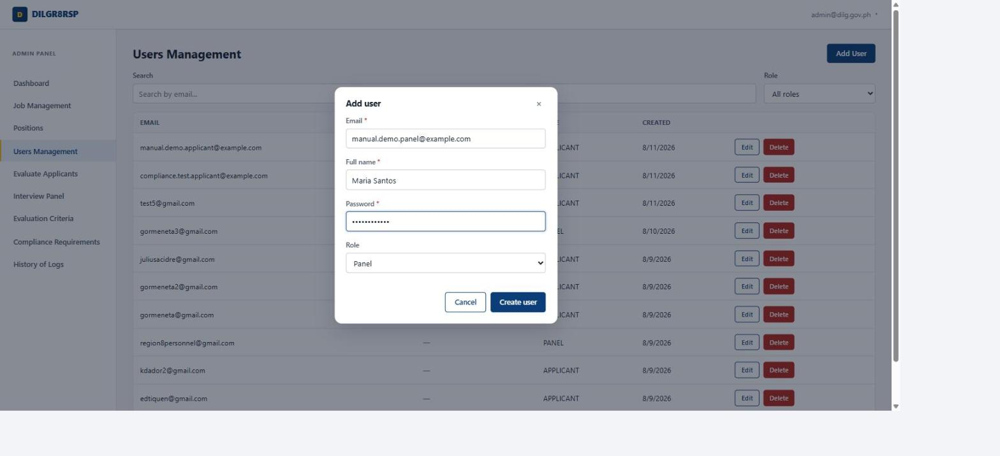 D DILGR8RSP admin@dilg.gov.ph
ADMIN PANEL
Dashboard
Job Management
Positions
Users Management
Evaluate Applicants
Interview Panel
Evaluation Criteria
Compliance Requirements
History of Logs
Users Management Add User
Search Role
Search by email... All roles
EMAIL CREATED
manual.demo.applicant@example.com 8/11/2026 Edit Delete
compliance.test.applicant@example.com 8/11/2026 Edit Delete
test5@gmail.com 8/11/2026 Edit Delete
gormeneta3@gmail.com 8/10/2026 Edit Delete
juliusacidre@gmail.com 8/9/2026 Edit Delete
gormeneta2@gmail.com 8/9/2026 Edit Delete
gormeneta@gmail.com 8/9/2026 Edit Delete
region8personnel@gmail.com — PANEL 8/9/2026 Edit Delete
kdador2@gmail.com — APPLICANT 8/9/2026 Edit Delete
edtiquen@gmail.com — APPLICANT 8/9/2026 Edit Delete
Add user ×
Email *
manual.demo.panel@example.com
Full name *
Maria Santos
Password *
••••••••••••
Role
Panel
Cancel Create user